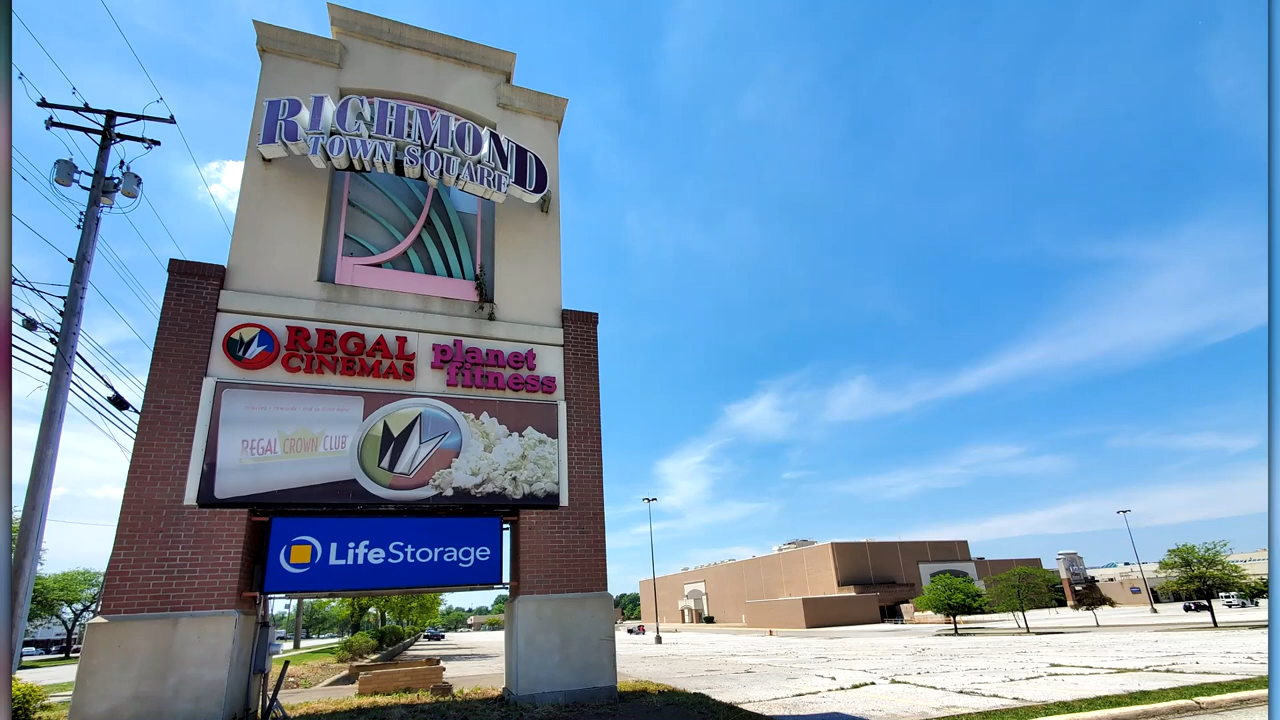 RICHMOND
TOWN SQUARE
REGAL
CINEMAS
planet
fitness
REGAL CROWN CLUB
LifeStorage